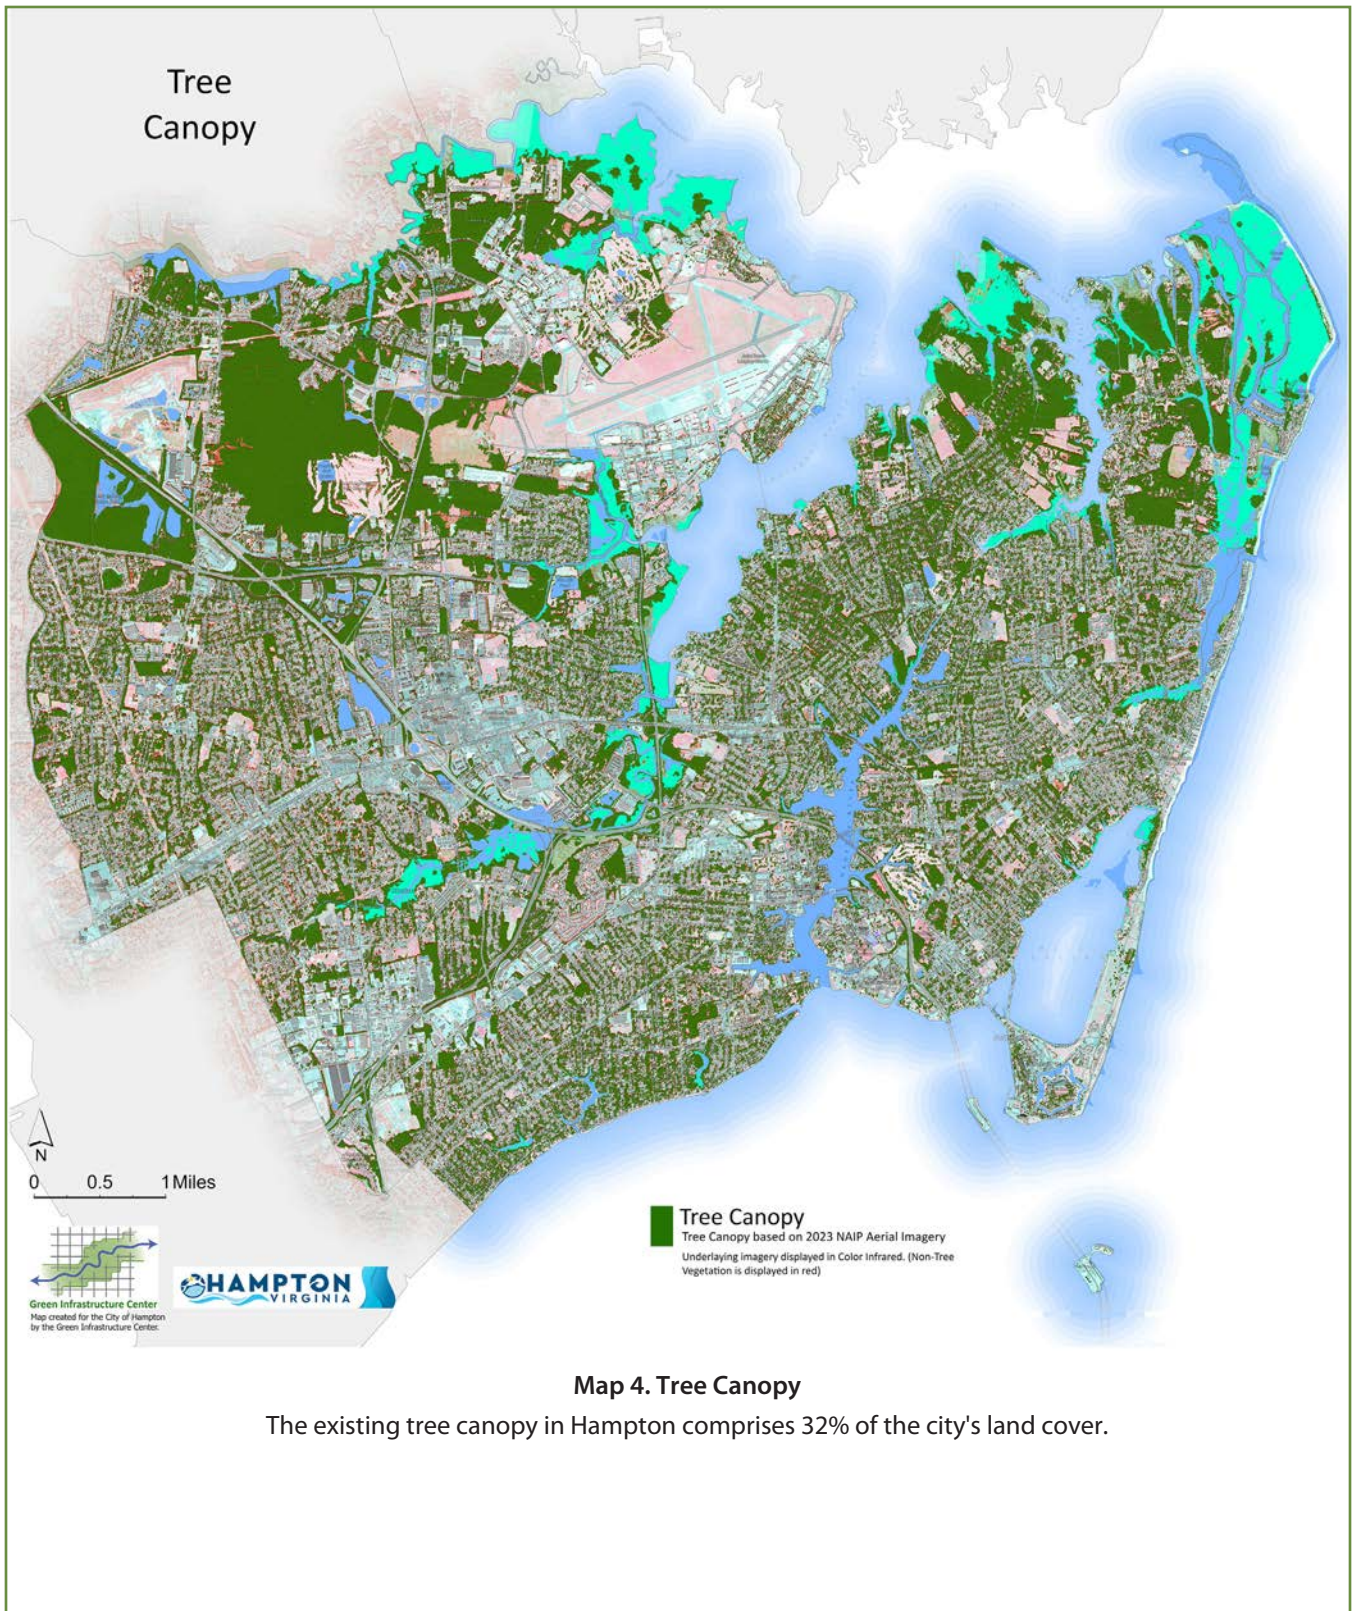 Tree
Canopy
N
0 0.5 1 Miles
Green Infrastructure Center
Map created for the City of Hampton
by the Green Infrastructure Center.
HAMPTON
VIRGINIA
Tree Canopy
Tree Canopy based on 2023 NAIP Aerial Imagery
Underlaying imagery displayed in Color Infrared. (Non-Tree
Vegetation is displayed in red)
Map 4. Tree Canopy
The existing tree canopy in Hampton comprises 32% of the city's land cover.